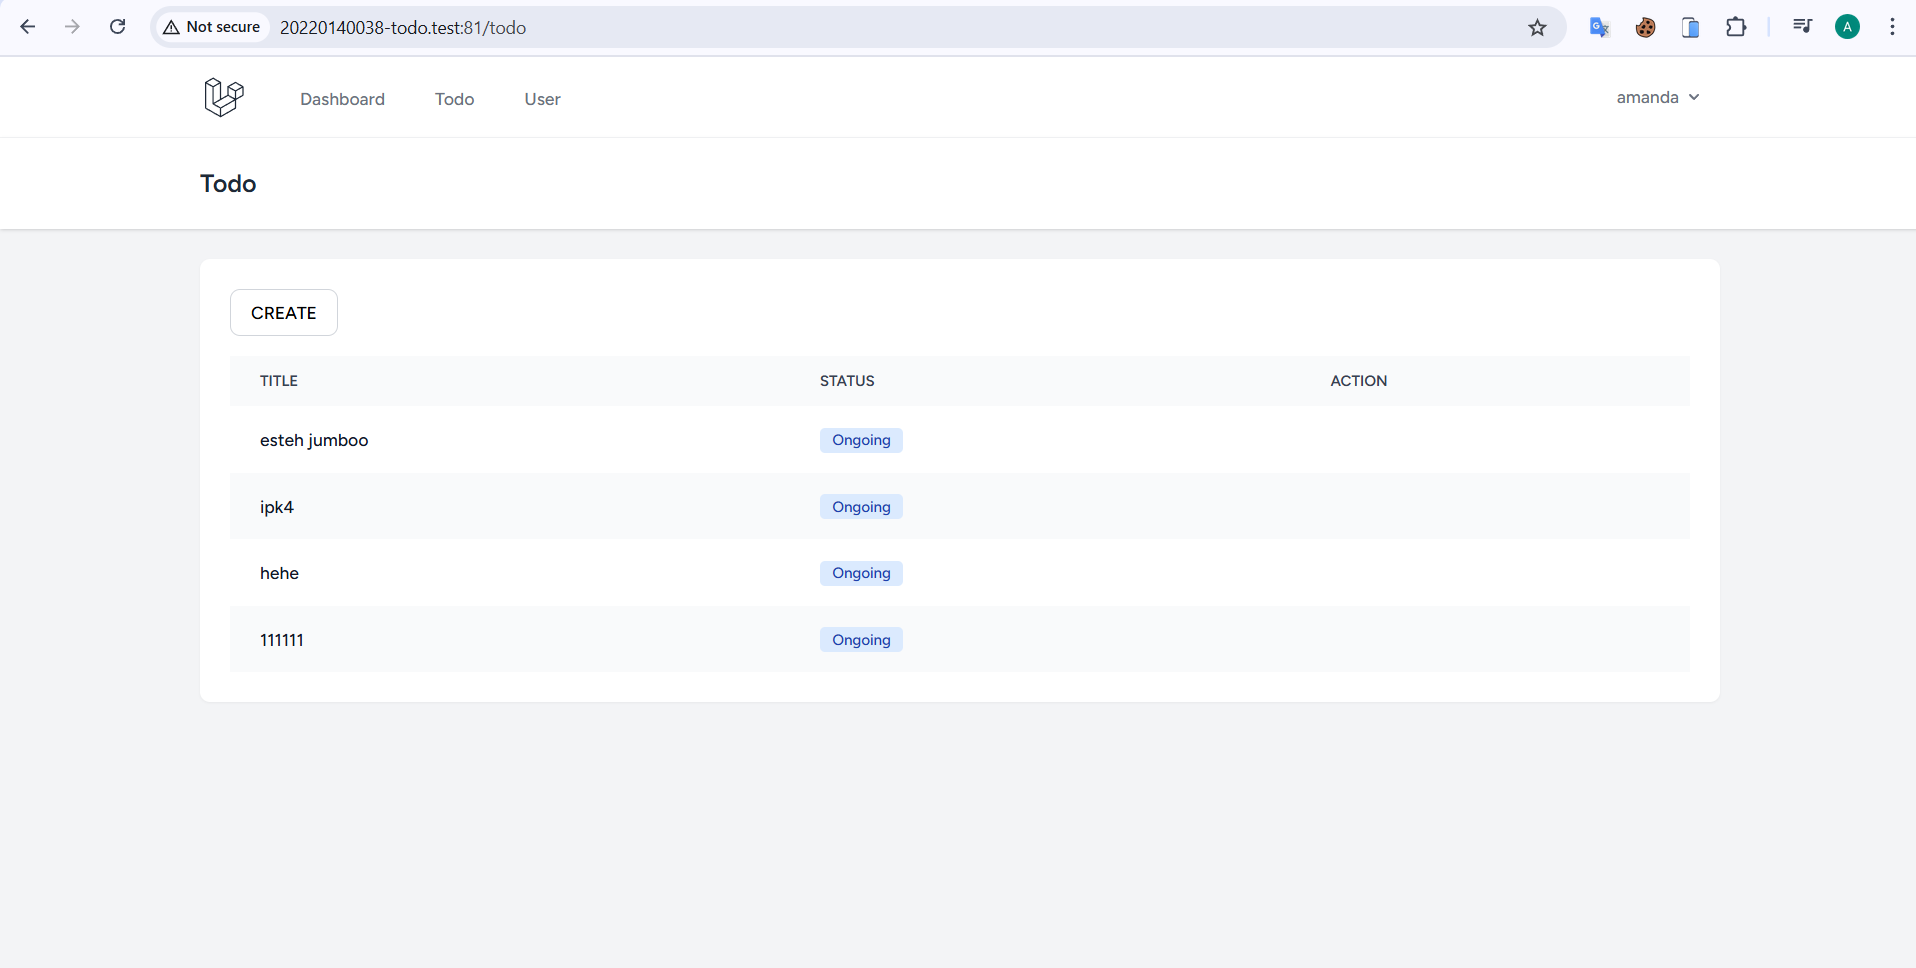 Not secure 20220140038-todo.test:81/todo A
Dashboard Todo User amanda
Todo
CREATE
TITLE STATUS ACTION
esteh jumboo Ongoing
ipk4 Ongoing
hehe Ongoing
111111 Ongoing